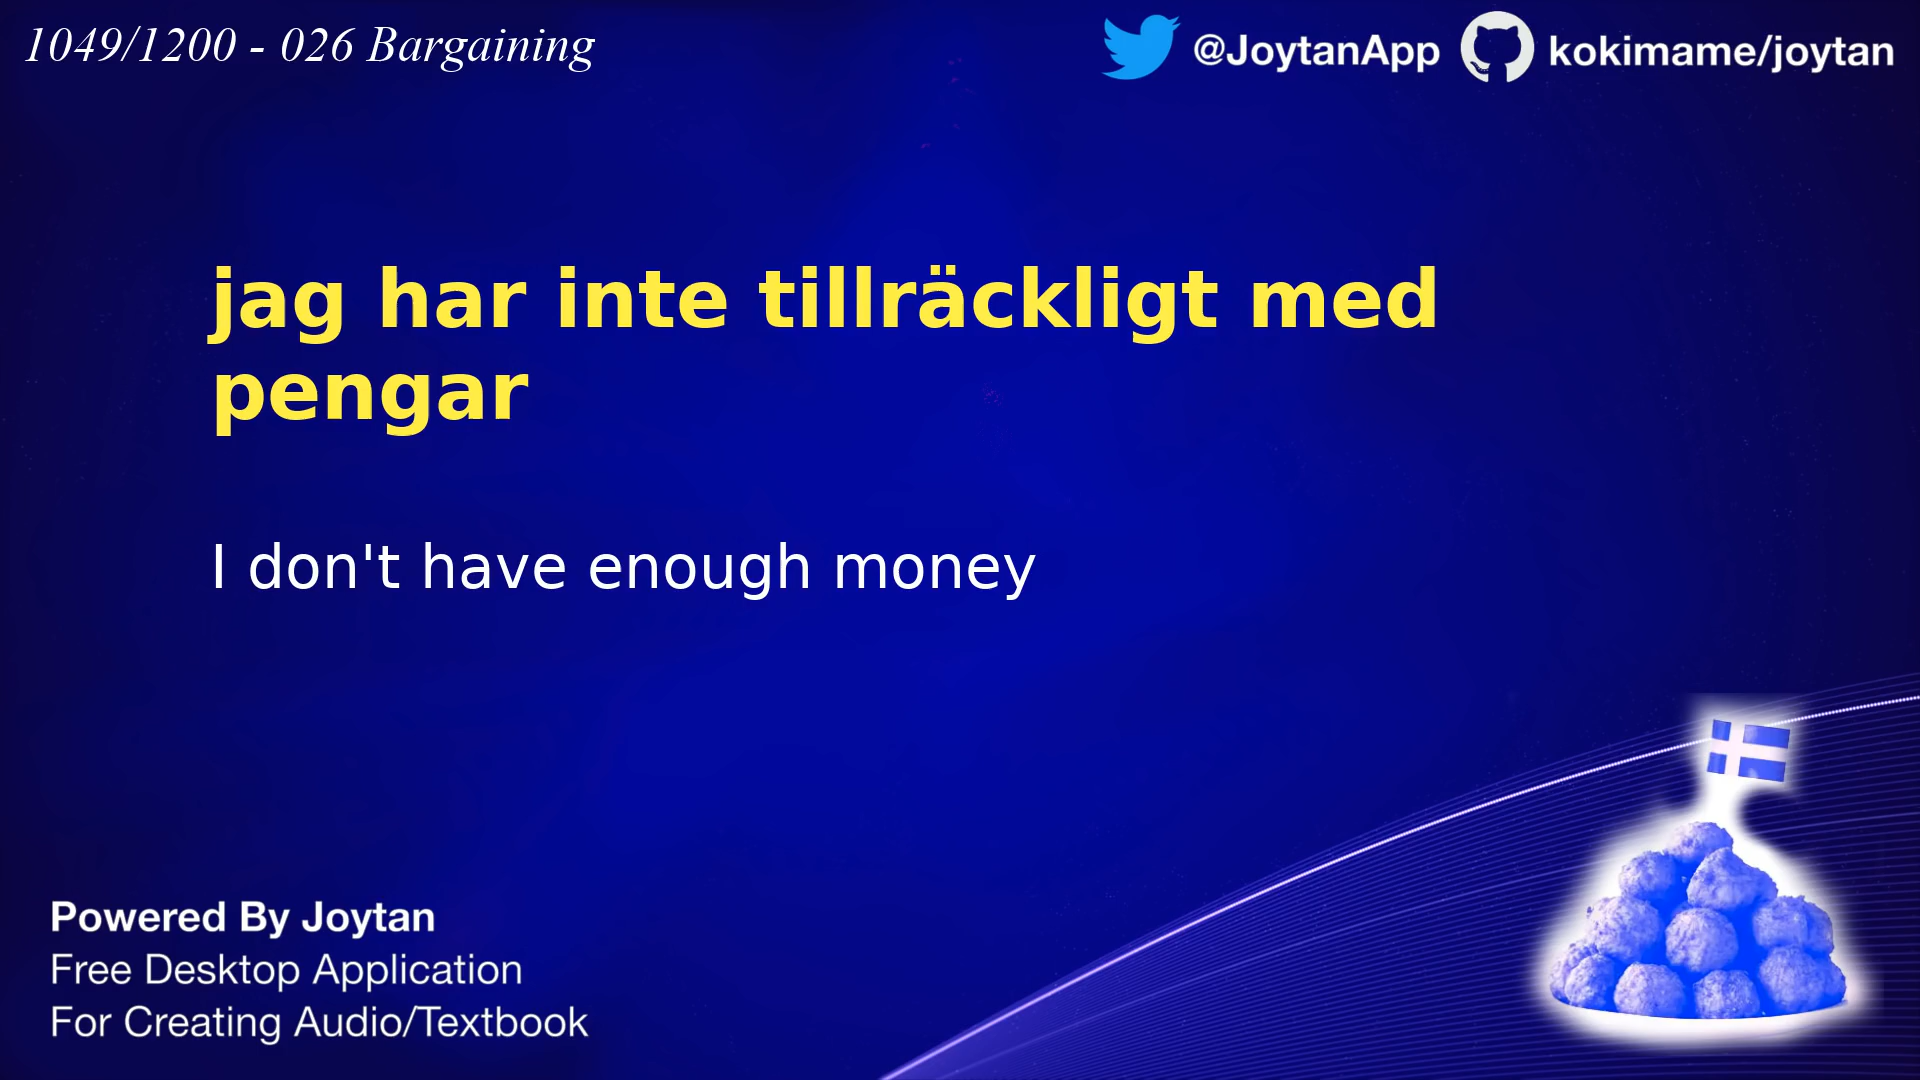 1049/1200 - 026 Bargaining
@JoytanApp
kokimame/joytan
jag har inte tillräckligt med
pengar
I don't have enough money
Powered By Joytan
Free Desktop Application
For Creating Audio/Textbook